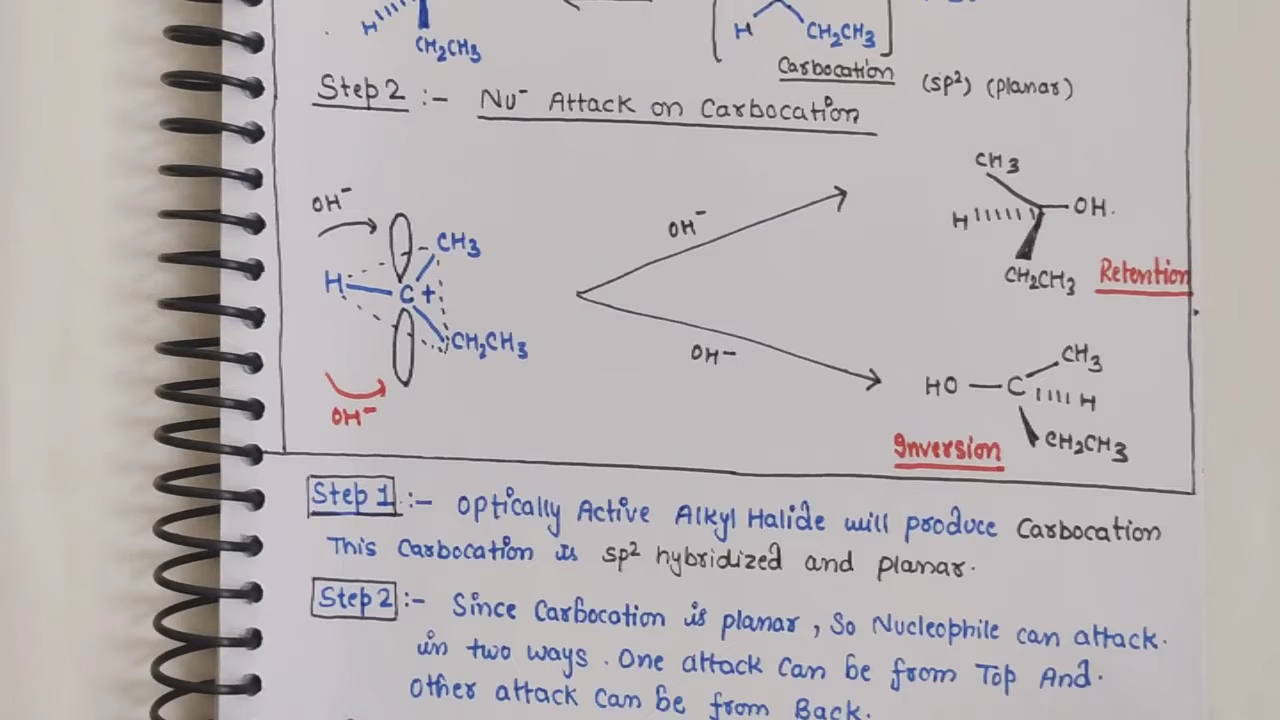 H
CH₂CH₃
H
CH₂CH₃
Carbocation (sp²) (planar)
Step 2 :- Nu⁻ Attack on Carbocation
OH⁻
H
C +
CH₃
CH₂CH₃
OH⁻
OH⁻
OH⁻
CH₃
H
OH.
CH₂CH₃
Retention
HO — C
CH₃
H
CH₂CH₃
Inversion
Step 1 :- Optically Active Alkyl Halide will produce Carbocation
This Carbocation is sp² hybridized and planar.
Step 2 :- Since Carbocation is planar, So Nucleophile can attack.
in two ways. One attack can be from Top And.
Other attack can be from Back.